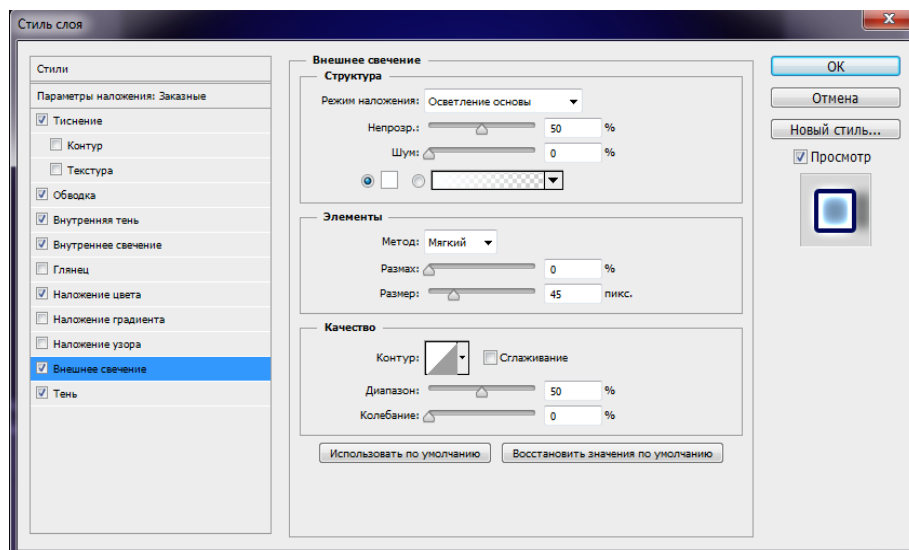 Стиль слоя
Стили
Параметры наложения: Заказные
Тиснение
Контур
Текстура
Обводка
Внутренняя тень
Внутреннее свечение
Глянец
Наложение цвета
Наложение градиента
Наложение узора
Внешнее свечение
Тень
Внешнее свечение
Структура
Режим наложения: Осветление основы
Непрозр.: 50 %
Шум: 0 %
Элементы
Метод: Мягкий
Размах: 0 %
Размер: 45 пикс.
Качество
Контур: Сглаживание
Диапазон: 50 %
Колебание: 0 %
Использовать по умолчанию Восстановить значения по умолчанию
ОК
Отмена
Новый стиль...
Просмотр